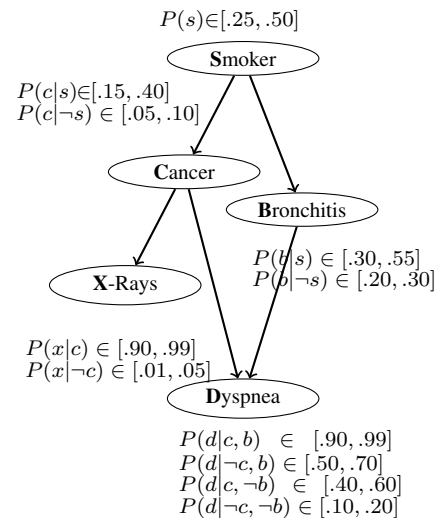 P(s)∈[.25, .50]
Smoker
P(c|s)∈[.15, .40]
P(c|¬s) ∈ [.05, .10]
Cancer
Bronchitis
P(b|s) ∈ [.30, .55]
P(b|¬s) ∈ [.20, .30]
X-Rays
P(x|c) ∈ [.90, .99]
P(x|¬c) ∈ [.01, .05]
Dyspnea
P(d|c, b) ∈ [.90, .99]
P(d|¬c, b) ∈ [.50, .70]
P(d|c, ¬b) ∈ [.40, .60]
P(d|¬c, ¬b) ∈ [.10, .20]